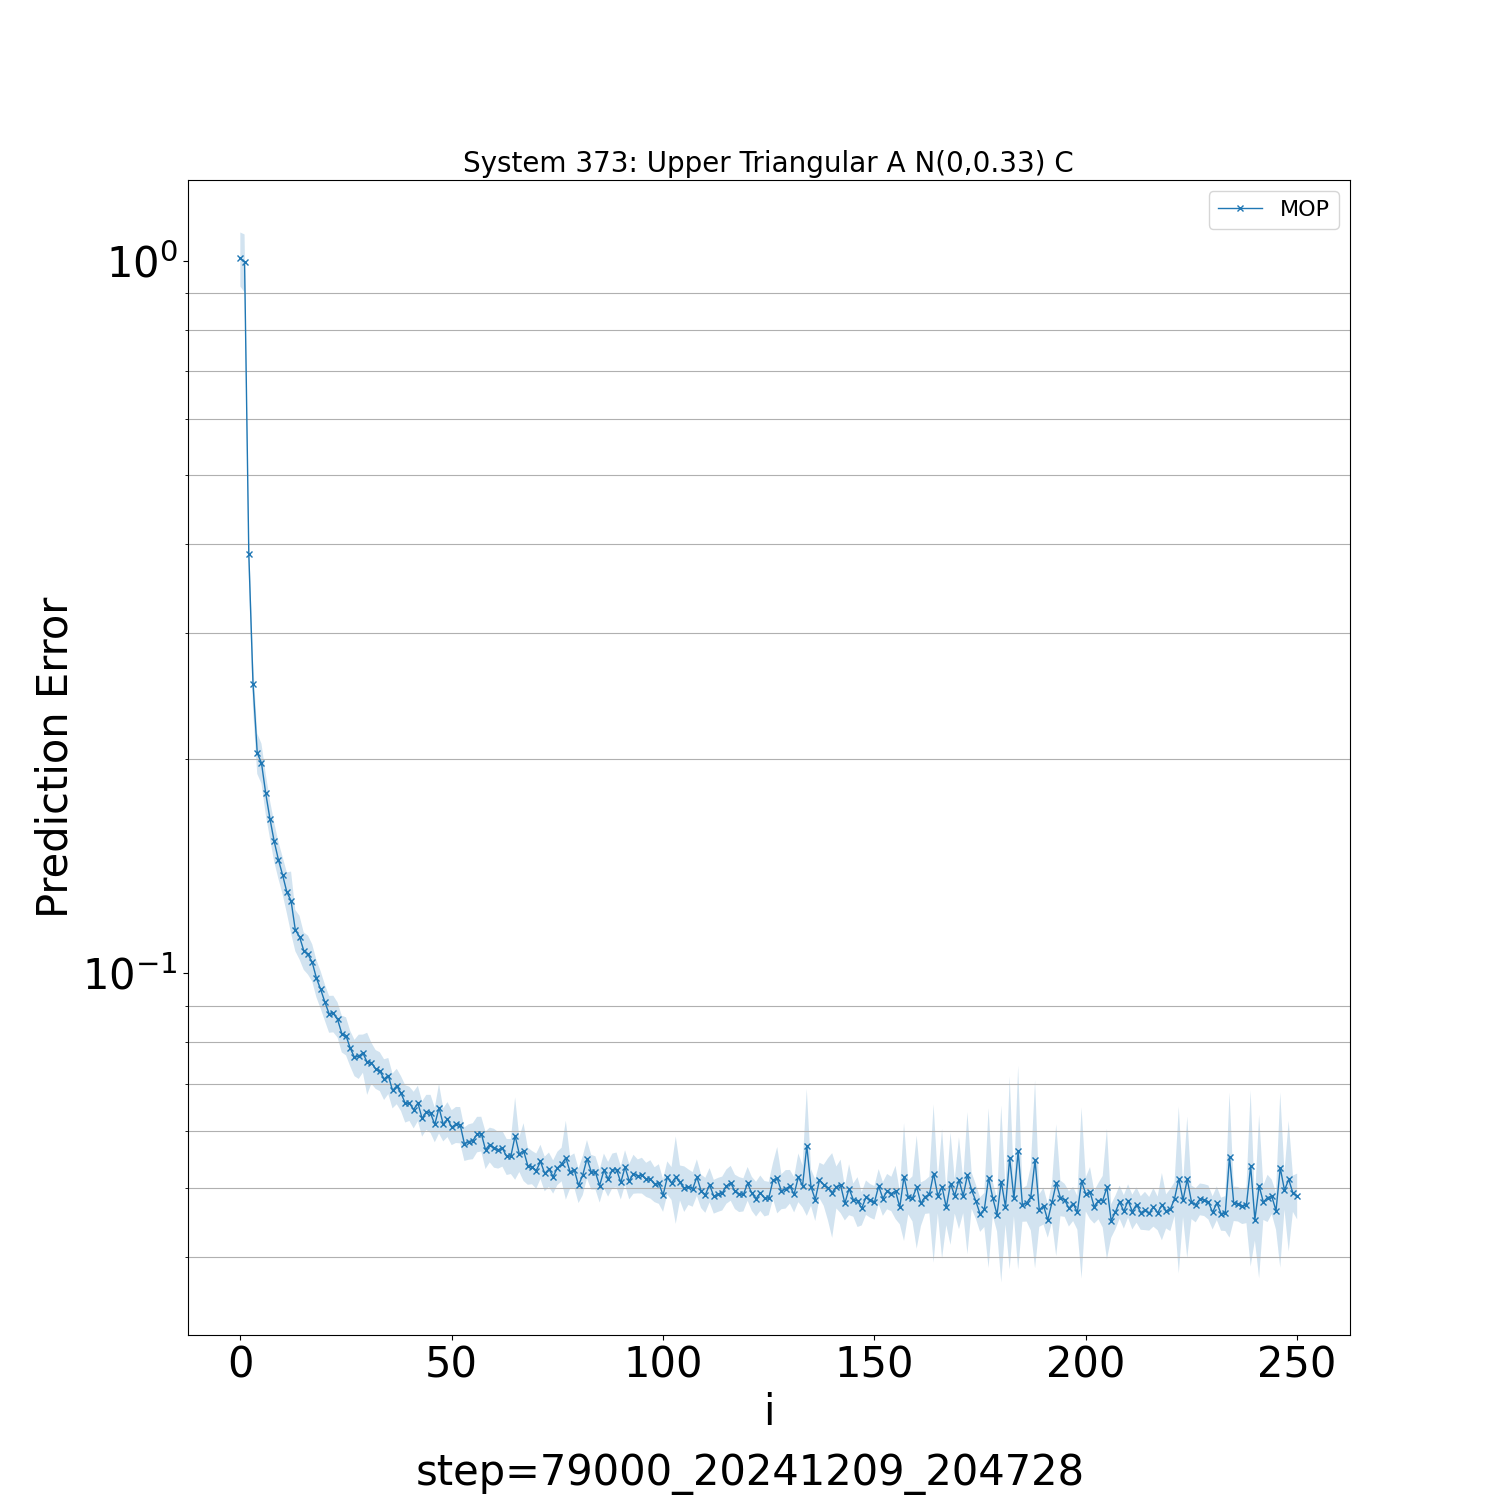 System 373: Upper Triangular A N(0,0.33) C
MOP
10⁰
10⁻¹
Prediction Error
0 50 100 150 200 250
i
step=79000_20241209_204728